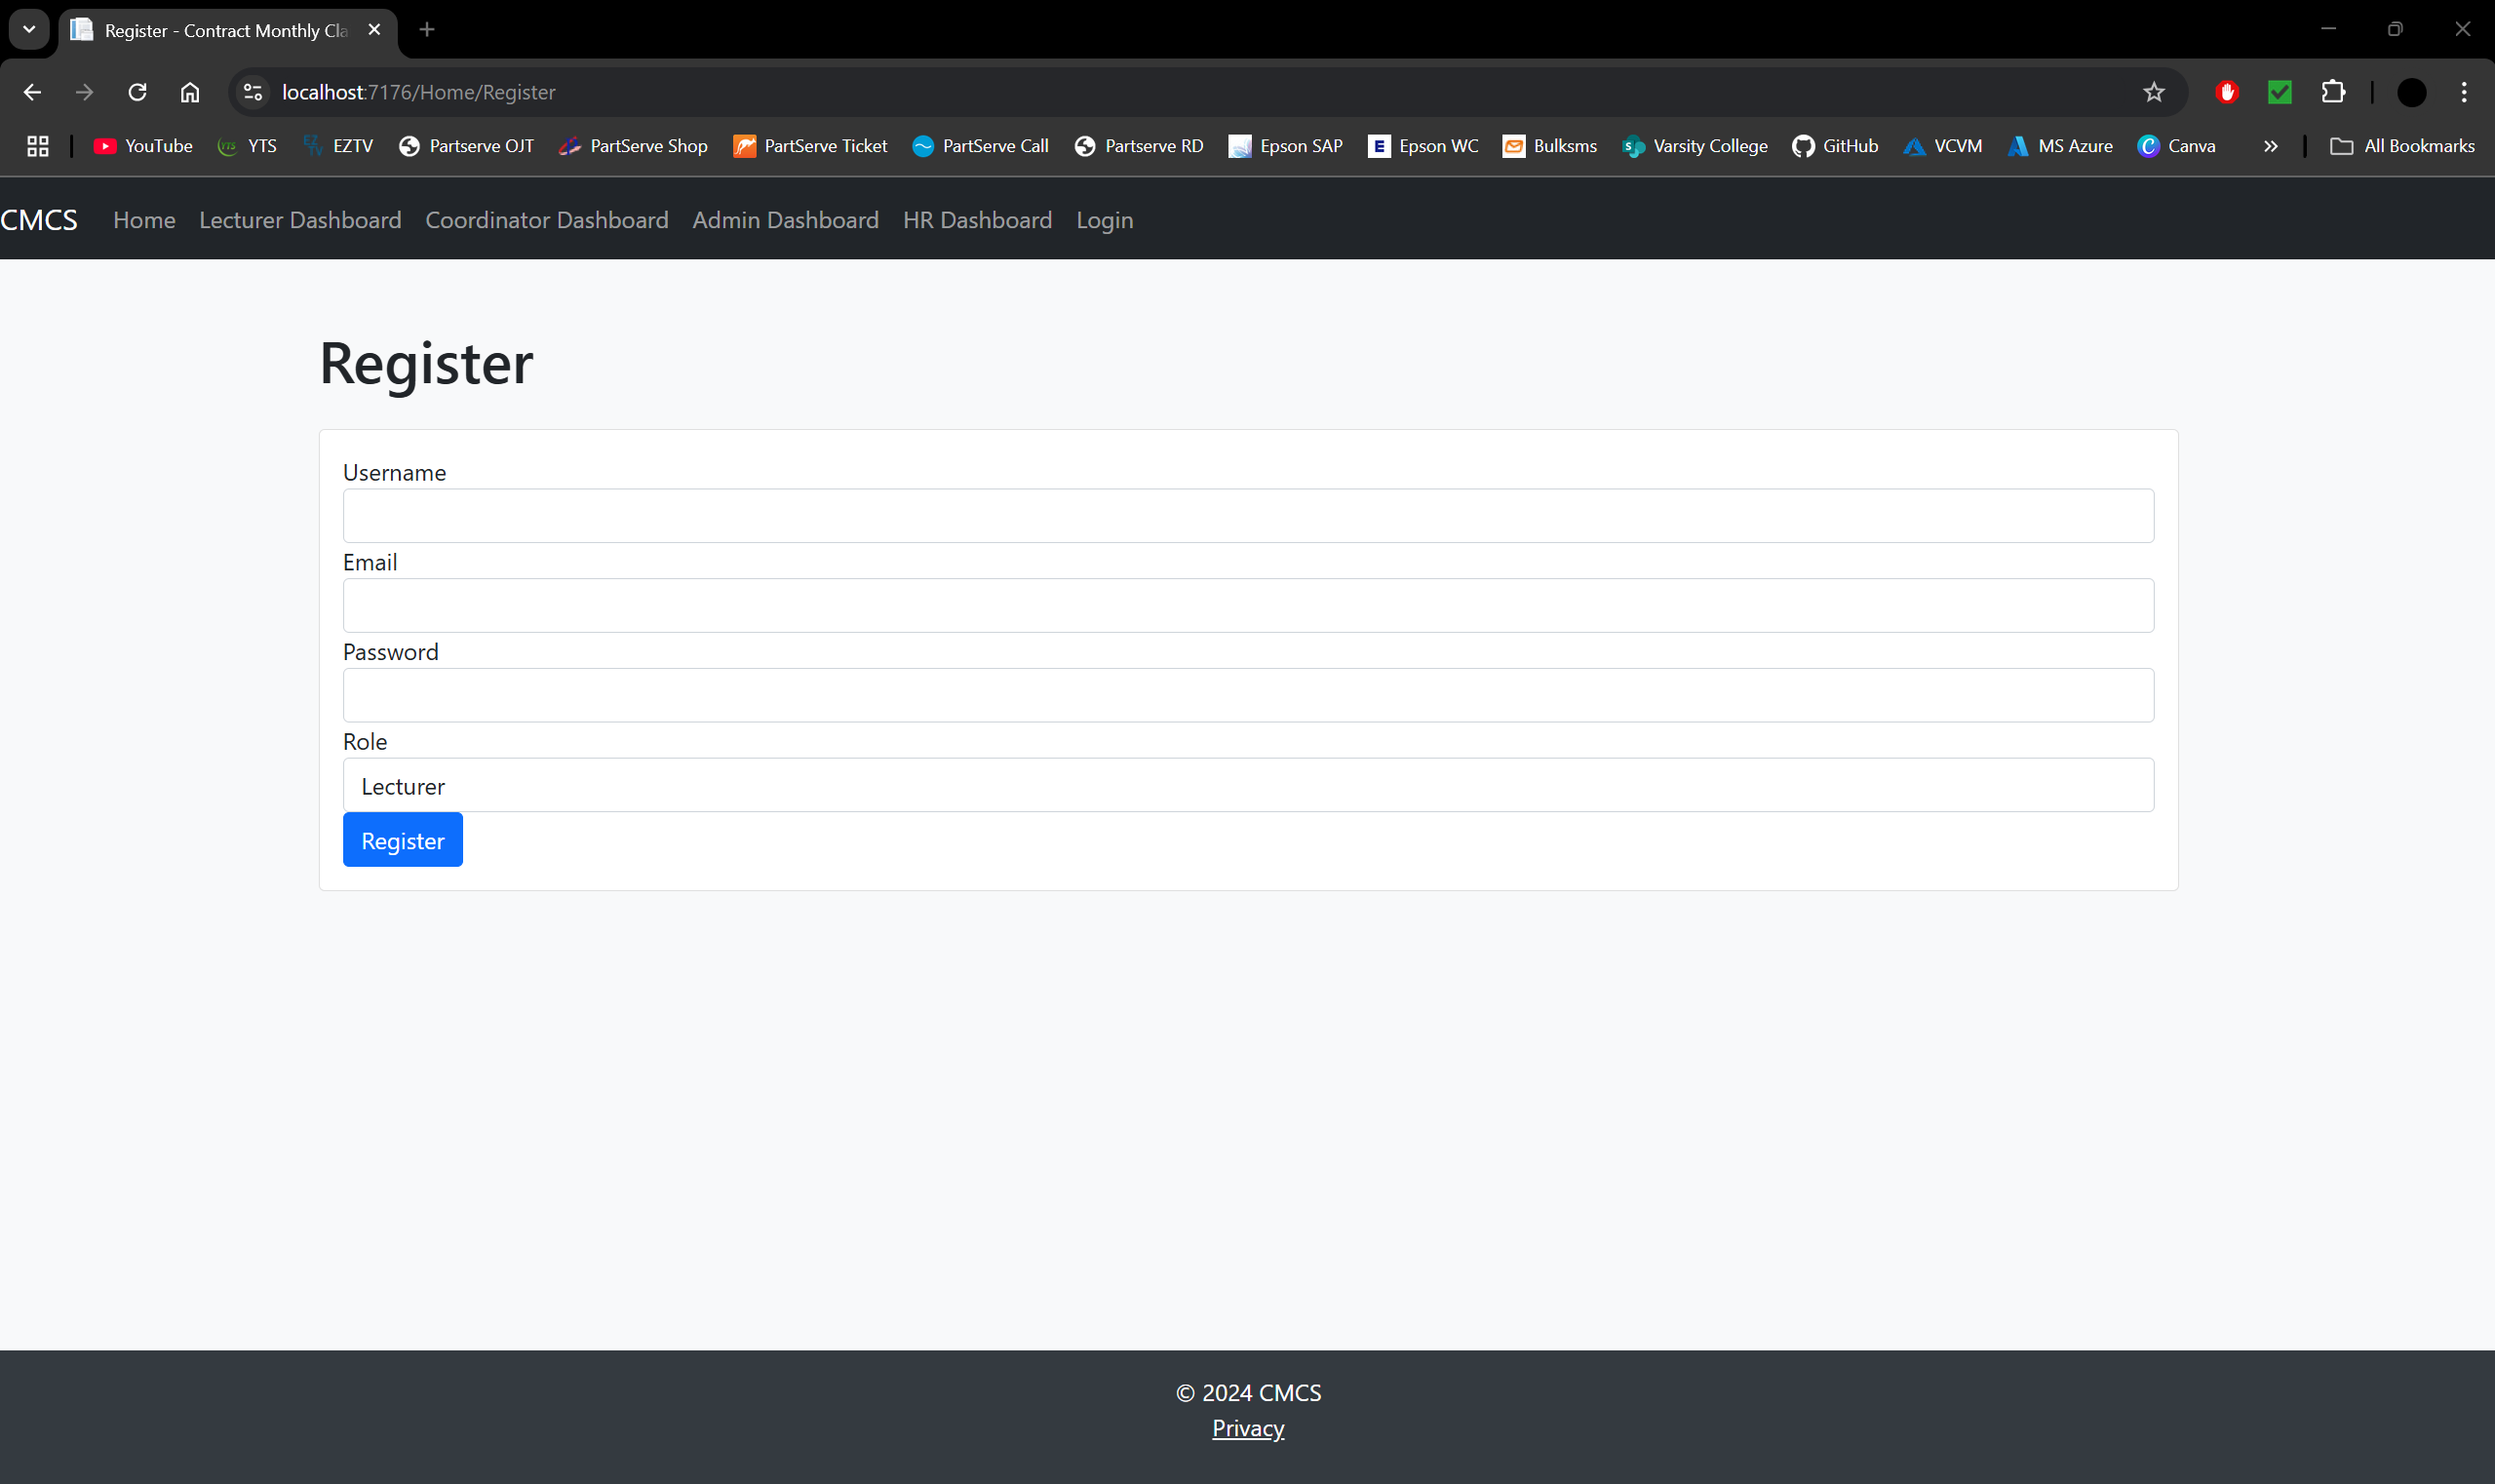 Register - Contract Monthly Cla
localhost:7176/Home/Register
YouTube YTS EZTV Partserve OJT PartServe Shop PartServe Ticket PartServe Call Partserve RD Epson SAP Epson WC Bulksms Varsity College GitHub VCVM MS Azure Canva » All Bookmarks
CMCS Home Lecturer Dashboard Coordinator Dashboard Admin Dashboard HR Dashboard Login
Register
Username
Email
Password
Role
Lecturer
Register
© 2024 CMCS
Privacy